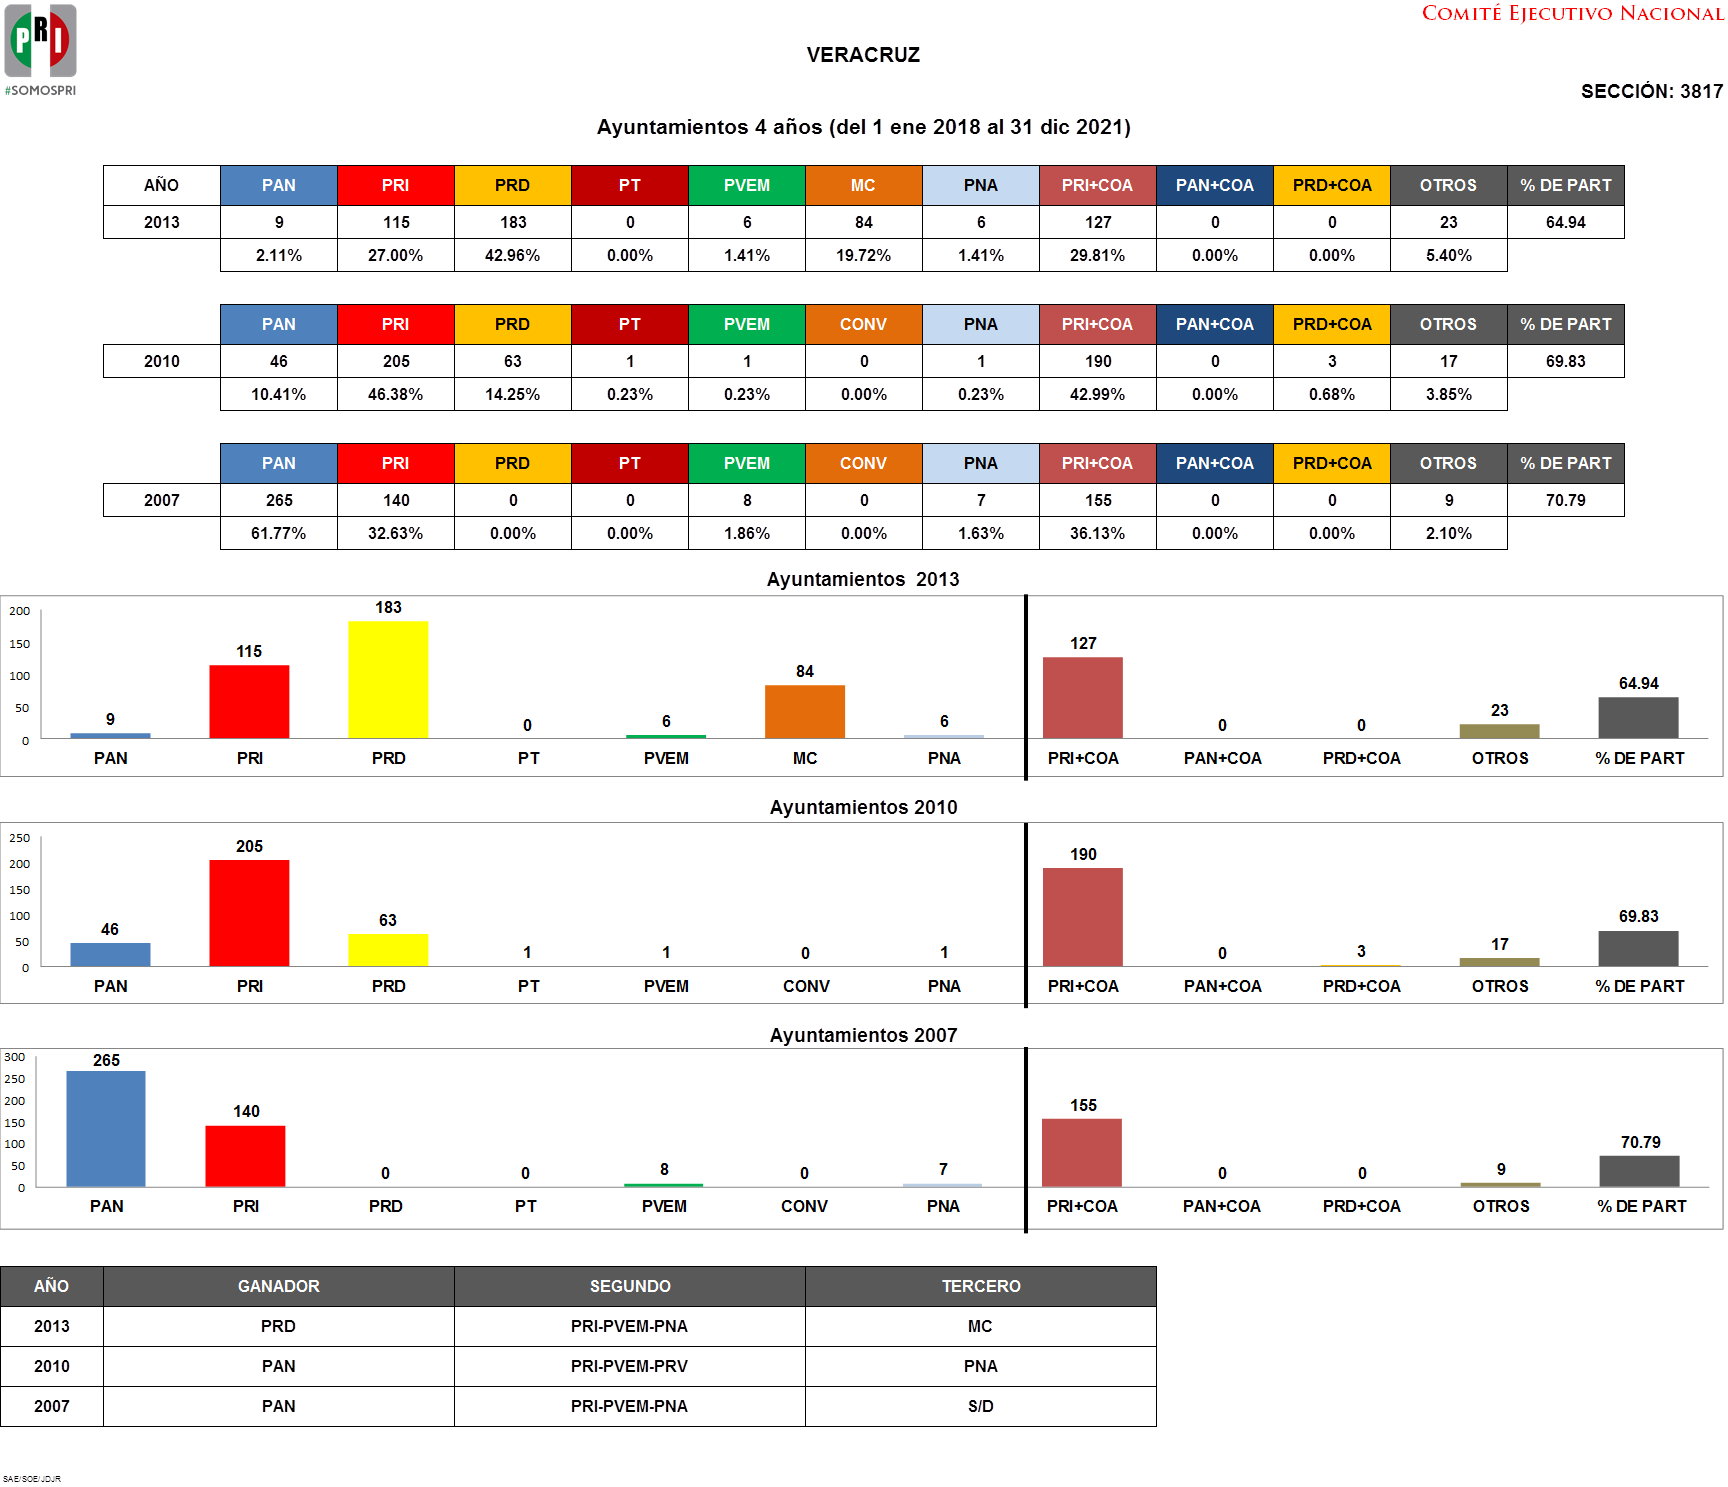 PRI
#SOMOSPRI
COMITÉ EJECUTIVO NACIONAL
VERACRUZ
SECCIÓN: 3817
Ayuntamientos 4 años (del 1 ene 2018 al 31 dic 2021)
AÑO PAN PRI PRD PT PVEM MC PNA PRI+COA PAN+COA PRD+COA OTROS % DE PART
2013 9 115 183 0 6 84 6 127 0 0 23 64.94
2.11% 27.00% 42.96% 0.00% 1.41% 19.72% 1.41% 29.81% 0.00% 0.00% 5.40%
PAN PRI PRD PT PVEM CONV PNA PRI+COA PAN+COA PRD+COA OTROS % DE PART
2010 46 205 63 1 1 0 1 190 0 3 17 69.83
10.41% 46.38% 14.25% 0.23% 0.23% 0.00% 0.23% 42.99% 0.00% 0.68% 3.85%
PAN PRI PRD PT PVEM CONV PNA PRI+COA PAN+COA PRD+COA OTROS % DE PART
2007 265 140 0 0 8 0 7 155 0 0 9 70.79
61.77% 32.63% 0.00% 0.00% 1.86% 0.00% 1.63% 36.13% 0.00% 0.00% 2.10%
Ayuntamientos 2013
200
150
100
50
0
9 115 183 0 6 84 6 127 0 0 23 64.94
PAN PRI PRD PT PVEM MC PNA PRI+COA PAN+COA PRD+COA OTROS % DE PART
Ayuntamientos 2010
250
200
150
100
50
0
46 205 63 1 1 0 1 190 0 3 17 69.83
PAN PRI PRD PT PVEM CONV PNA PRI+COA PAN+COA PRD+COA OTROS % DE PART
Ayuntamientos 2007
300
250
200
150
100
50
0
265 140 0 0 8 0 7 155 0 0 9 70.79
PAN PRI PRD PT PVEM CONV PNA PRI+COA PAN+COA PRD+COA OTROS % DE PART
AÑO GANADOR SEGUNDO TERCERO
2013 PRD PRI-PVEM-PNA MC
2010 PAN PRI-PVEM-PRV PNA
2007 PAN PRI-PVEM-PNA S/D
SAE/SOE/JDJR